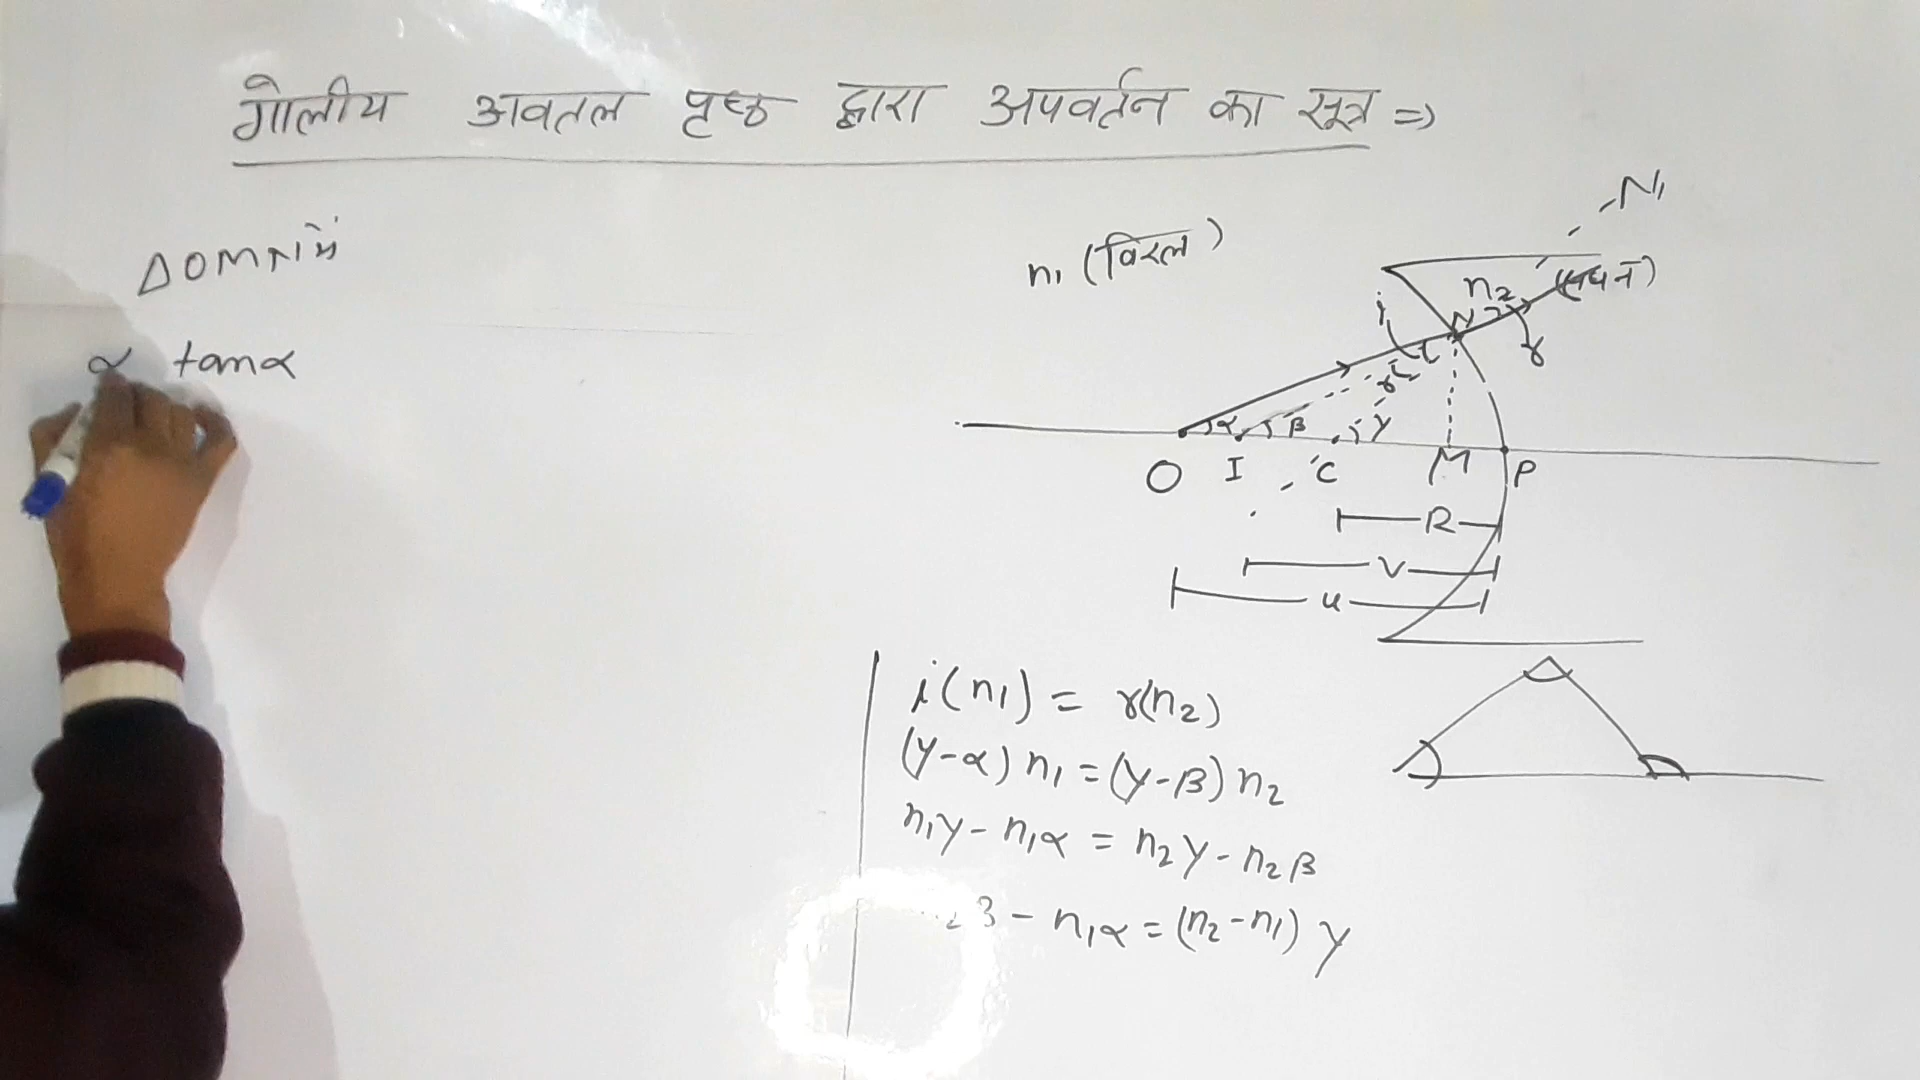 गोलीय अवतल पृष्ठ द्वारा अपवर्तन का सूत्र =>
ΔOMN में
α tanα
n₁ (विरल)
N₁
n₂
(सघन)
i
N
r
r
α β γ
O I C M P
R
v
u
i(n₁) = r(n₂)
(γ-α) n₁ = (γ-β) n₂
n₁γ - n₁α = n₂γ - n₂β
β - n₁α = (n₂-n₁) γ